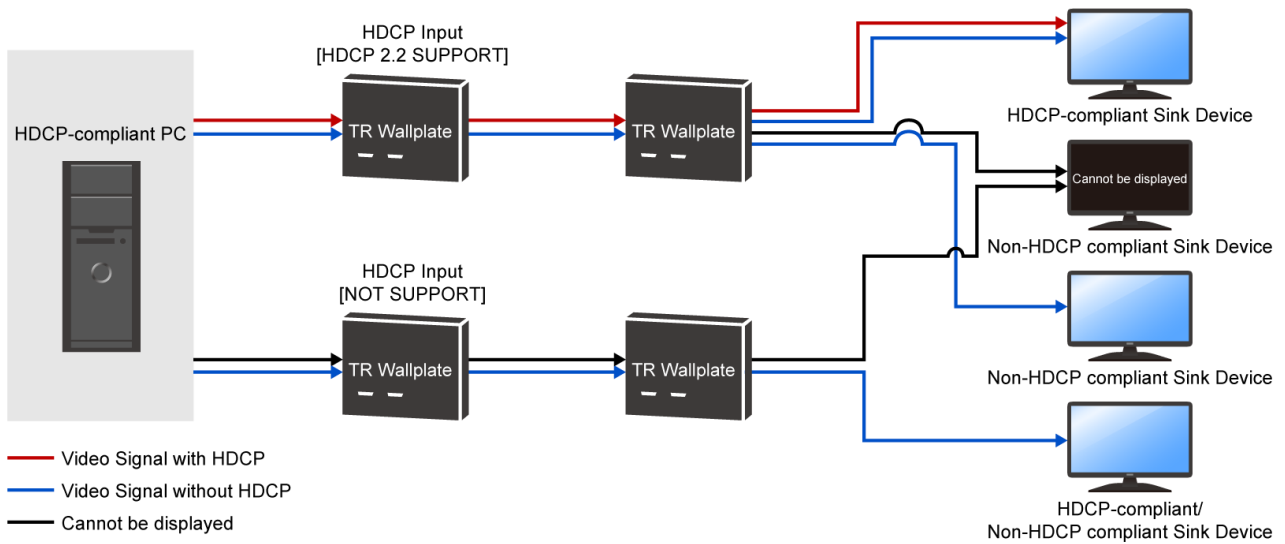 HDCP Input
[HDCP 2.2 SUPPORT]
HDCP-compliant PC
TR Wallplate
TR Wallplate
HDCP-compliant Sink Device
Cannot be displayed
Non-HDCP compliant Sink Device
HDCP Input
[NOT SUPPORT]
TR Wallplate
TR Wallplate
Non-HDCP compliant Sink Device
HDCP-compliant/
Non-HDCP compliant Sink Device
Video Signal with HDCP
Video Signal without HDCP
Cannot be displayed